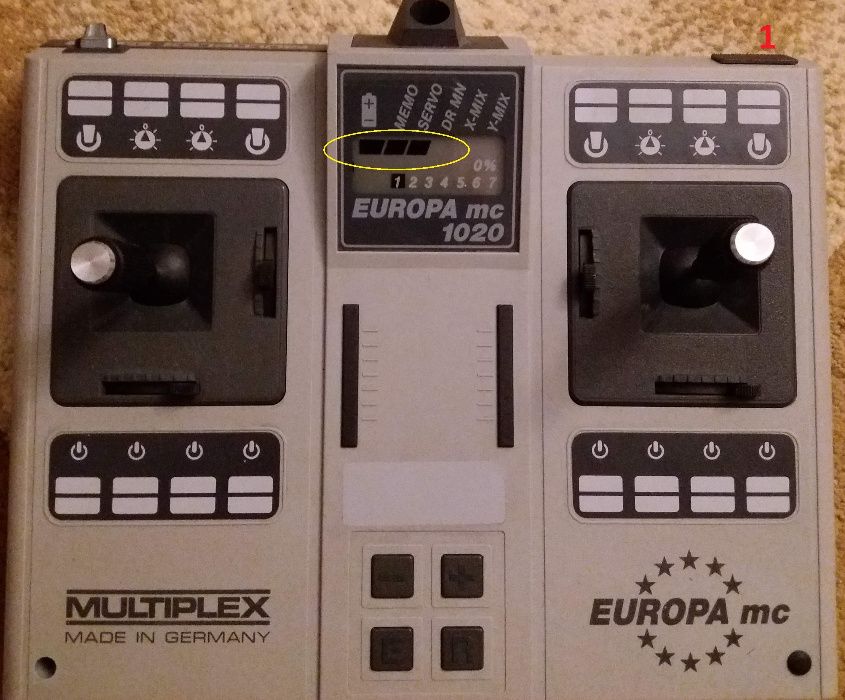 1
MEMO
SERVO
DR MN
X-MIX
Y-MIX
0%
1 2 3 4 5 6 7
EUROPA mc
1020
MULTIPLEX
MADE IN GERMANY
- +
E R
EUROPA mc